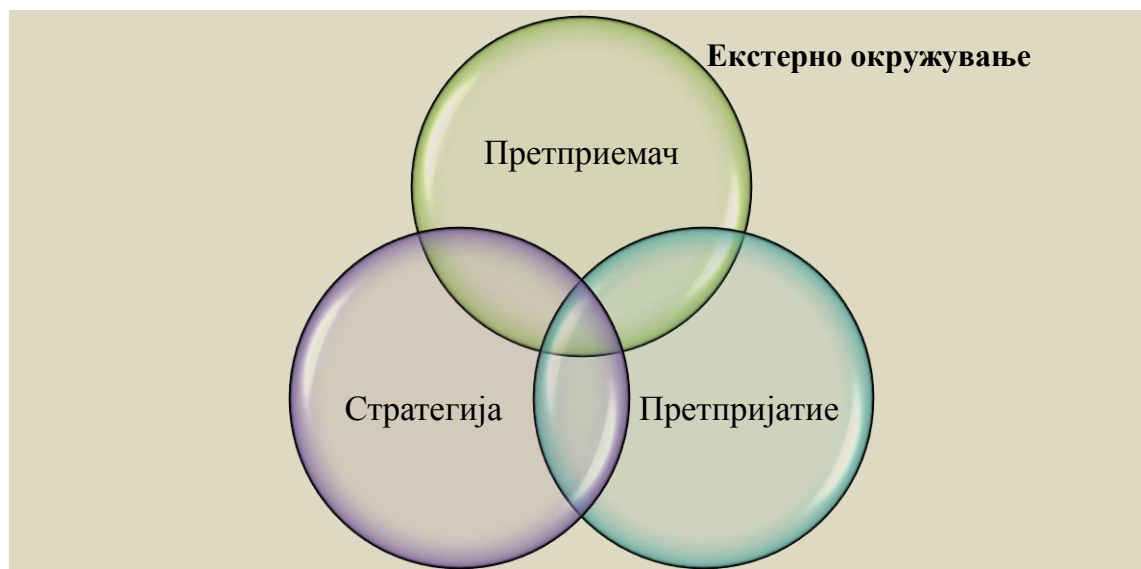 Екстерно окружување
Претприемач
Стратегија
Претпријатие